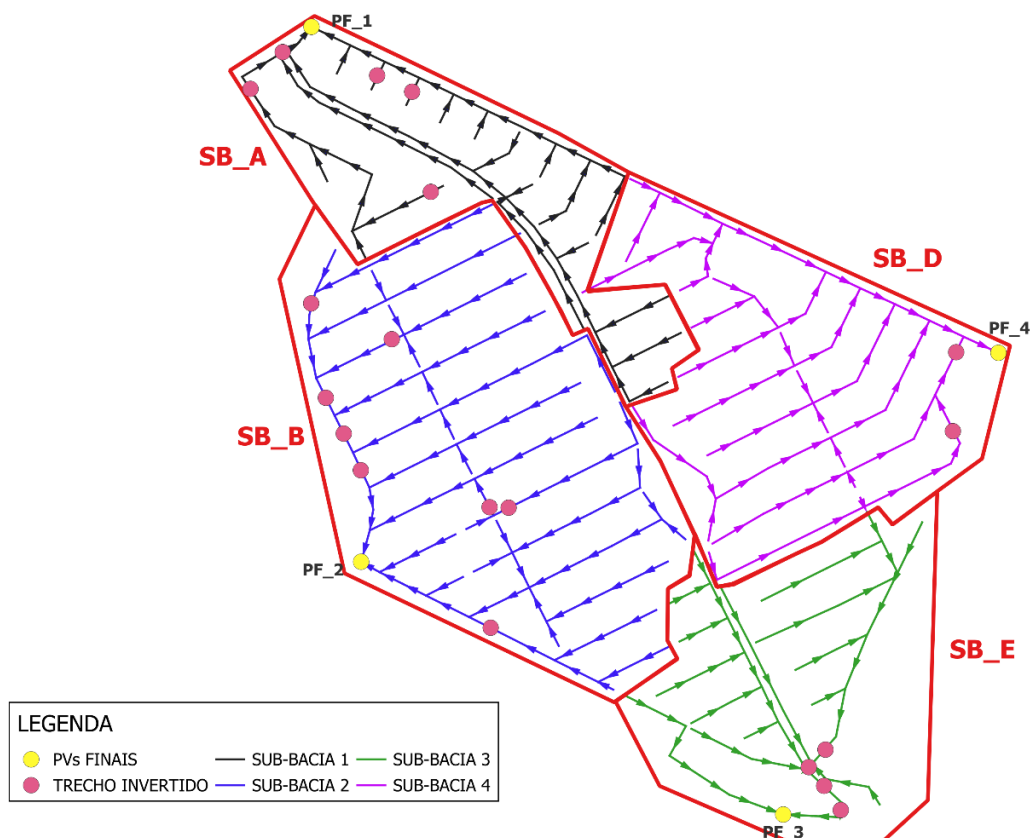 PF_1
SB_A
SB_D
PF_4
SB_B
PF_2
SB_E
LEGENDA
PVs FINAIS
SUB-BACIA 1
SUB-BACIA 3
TRECHO INVERTIDO
SUB-BACIA 2
SUB-BACIA 4
PF_3